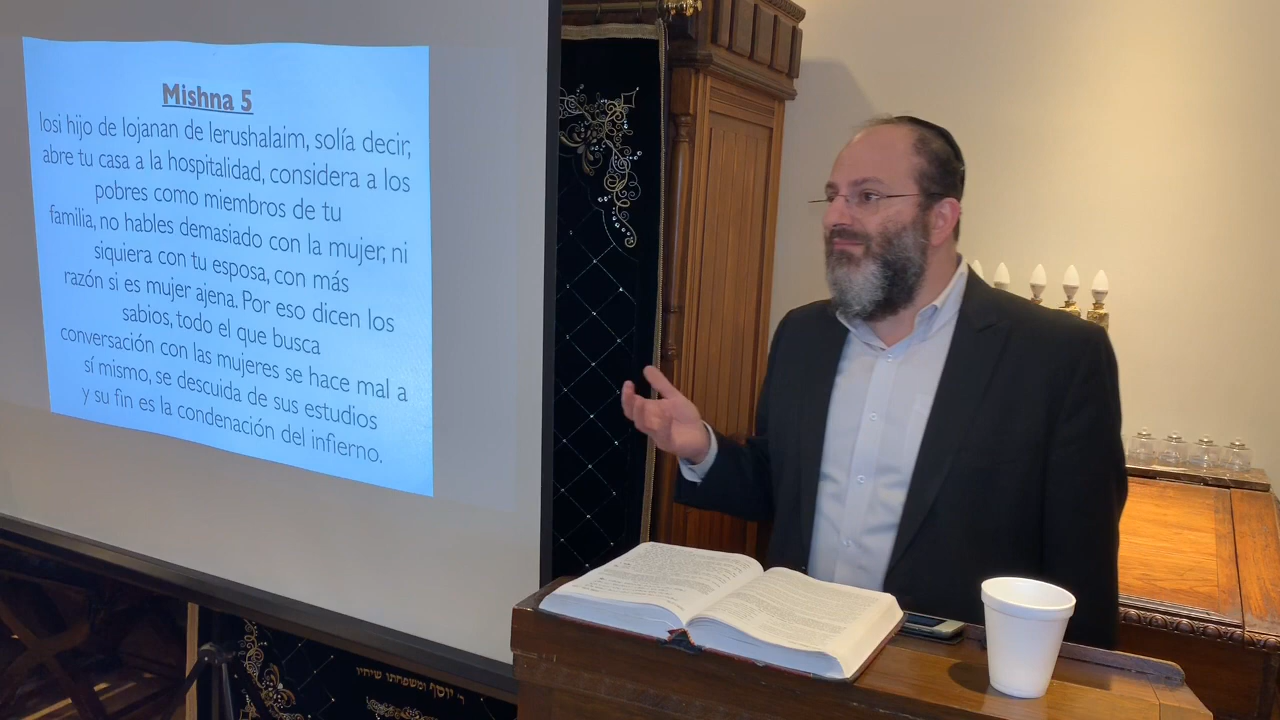 Mishna 5
Iosi hijo de Iojanan de Ierushalaim, solía decir,
abre tu casa a la hospitalidad, considera a los
pobres como miembros de tu
familia, no hables demasiado con la mujer, ni
siquiera con tu esposa, con más
razón si es mujer ajena. Por eso dicen los
sabios, todo el que busca
conversación con las mujeres se hace mal a
sí mismo, se descuida de sus estudios
y su fin es la condenación del infierno.
ר' יוסף ומשפחתו שיחיו